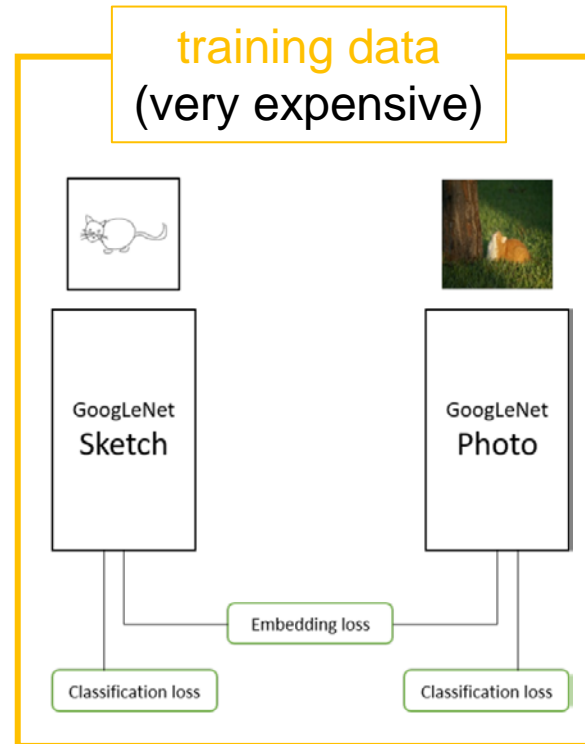 training data
(very expensive)
GoogLeNet
Sketch
GoogLeNet
Photo
Embedding loss
Classification loss
Classification loss